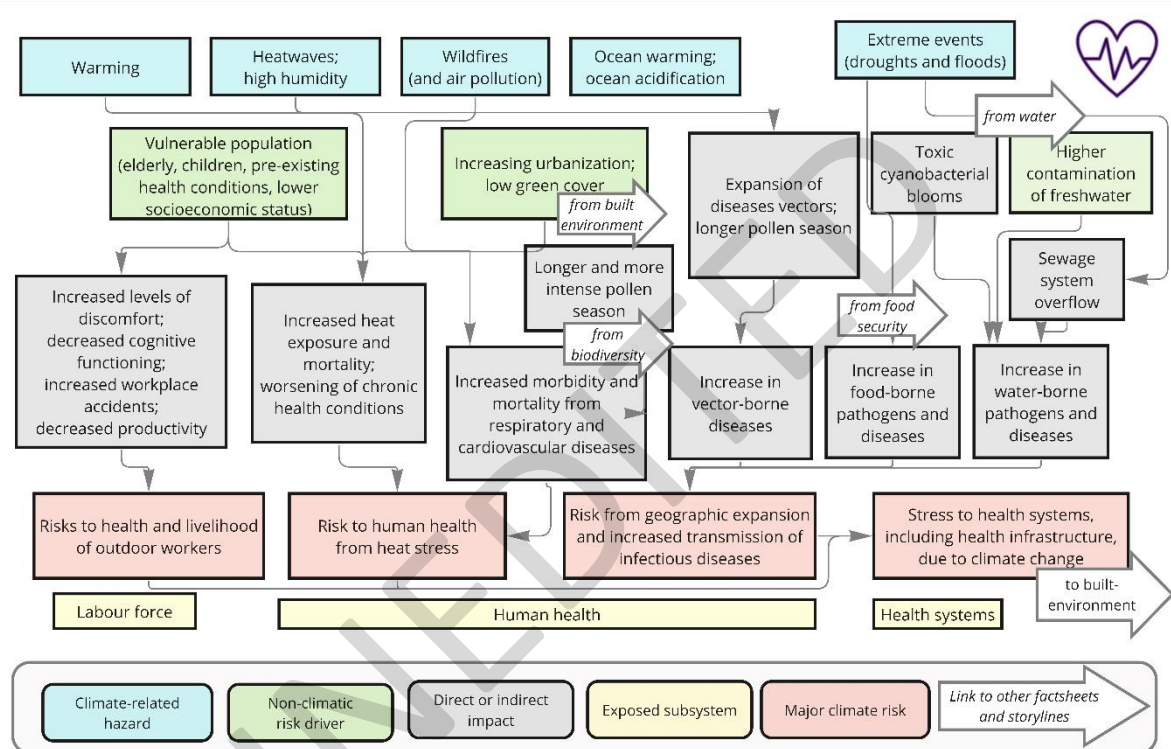 Warming
Heatwaves;
high humidity
Wildfires
(and air pollution)
Ocean warming;
ocean acidification
Extreme events
(droughts and floods)
from water
Vulnerable population
(elderly, children, pre-existing
health conditions, lower
socioeconomic status)
Increasing urbanization;
low green cover
from built
environment
Expansion of
diseases vectors;
longer pollen season
Toxic
cyanobacterial
blooms
Higher
contamination
of freshwater
Longer and more
intense pollen
season
Sewage
system
overflow
from food
security
from
biodiversity
Increased levels of
discomfort;
decreased cognitive
functioning;
increased workplace
accidents;
decreased productivity
Increased heat
exposure and
mortality;
worsening of chronic
health conditions
Increased morbidity and
mortality from
respiratory and
cardiovascular diseases
Increase in
vector-borne
diseases
Increase in
food-borne
pathogens and
diseases
Increase in
water-borne
pathogens and
diseases
Risks to health and livelihood
of outdoor workers
Risk to human health
from heat stress
Risk from geographic expansion
and increased transmission of
infectious diseases
Stress to health systems,
including health infrastructure,
due to climate change
to built-
environment
Labour force
Human health
Health systems
Climate-related
hazard
Non-climatic
risk driver
Direct or indirect
impact
Exposed subsystem
Major climate risk
Link to other factsheets
and storylines
UNEDITED